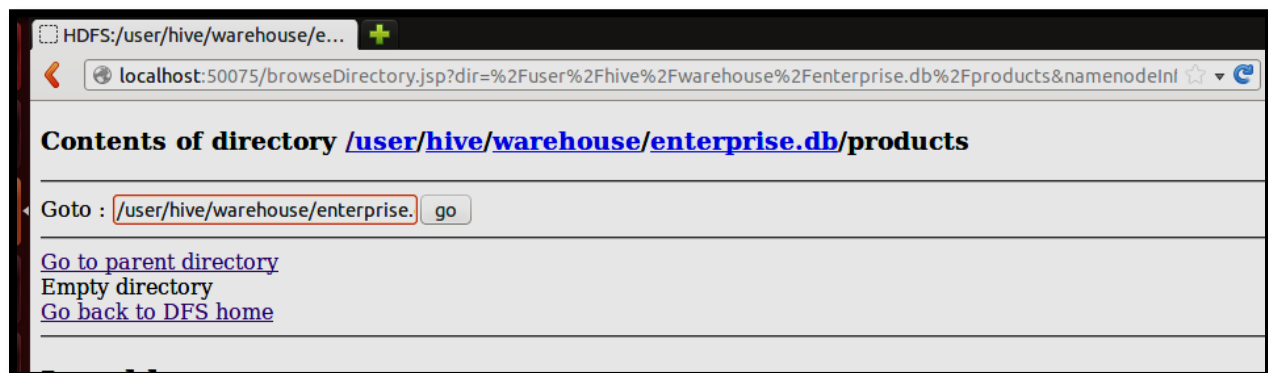 HDFS:/user/hive/warehouse/e...
localhost:50075/browseDirectory.jsp?dir=%2Fuser%2Fhive%2Fwarehouse%2Fenterprise.db%2Fproducts&namenodeInf
Contents of directory /user/hive/warehouse/enterprise.db/products
Goto : /user/hive/warehouse/enterprise. go
Go to parent directory
Empty directory
Go back to DFS home